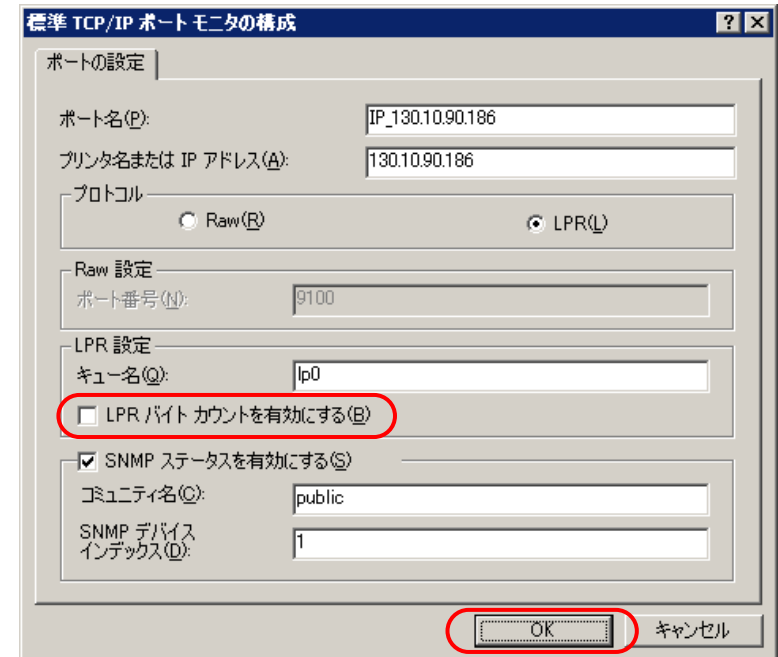 標準 TCP/IP ポート モニタの構成
ポートの設定
ポート名(P): IP_130.10.90.186
プリンタ名または IP アドレス(A): 130.10.90.186
プロトコル
Raw(R) LPR(L)
Raw 設定
ポート番号(N): 9100
LPR 設定
キュー名(Q): lp0
LPR バイト カウントを有効にする(B)
SNMP ステータスを有効にする(S)
コミュニティ名(C): public
SNMP デバイス
インデックス(D): 1
OK キャンセル